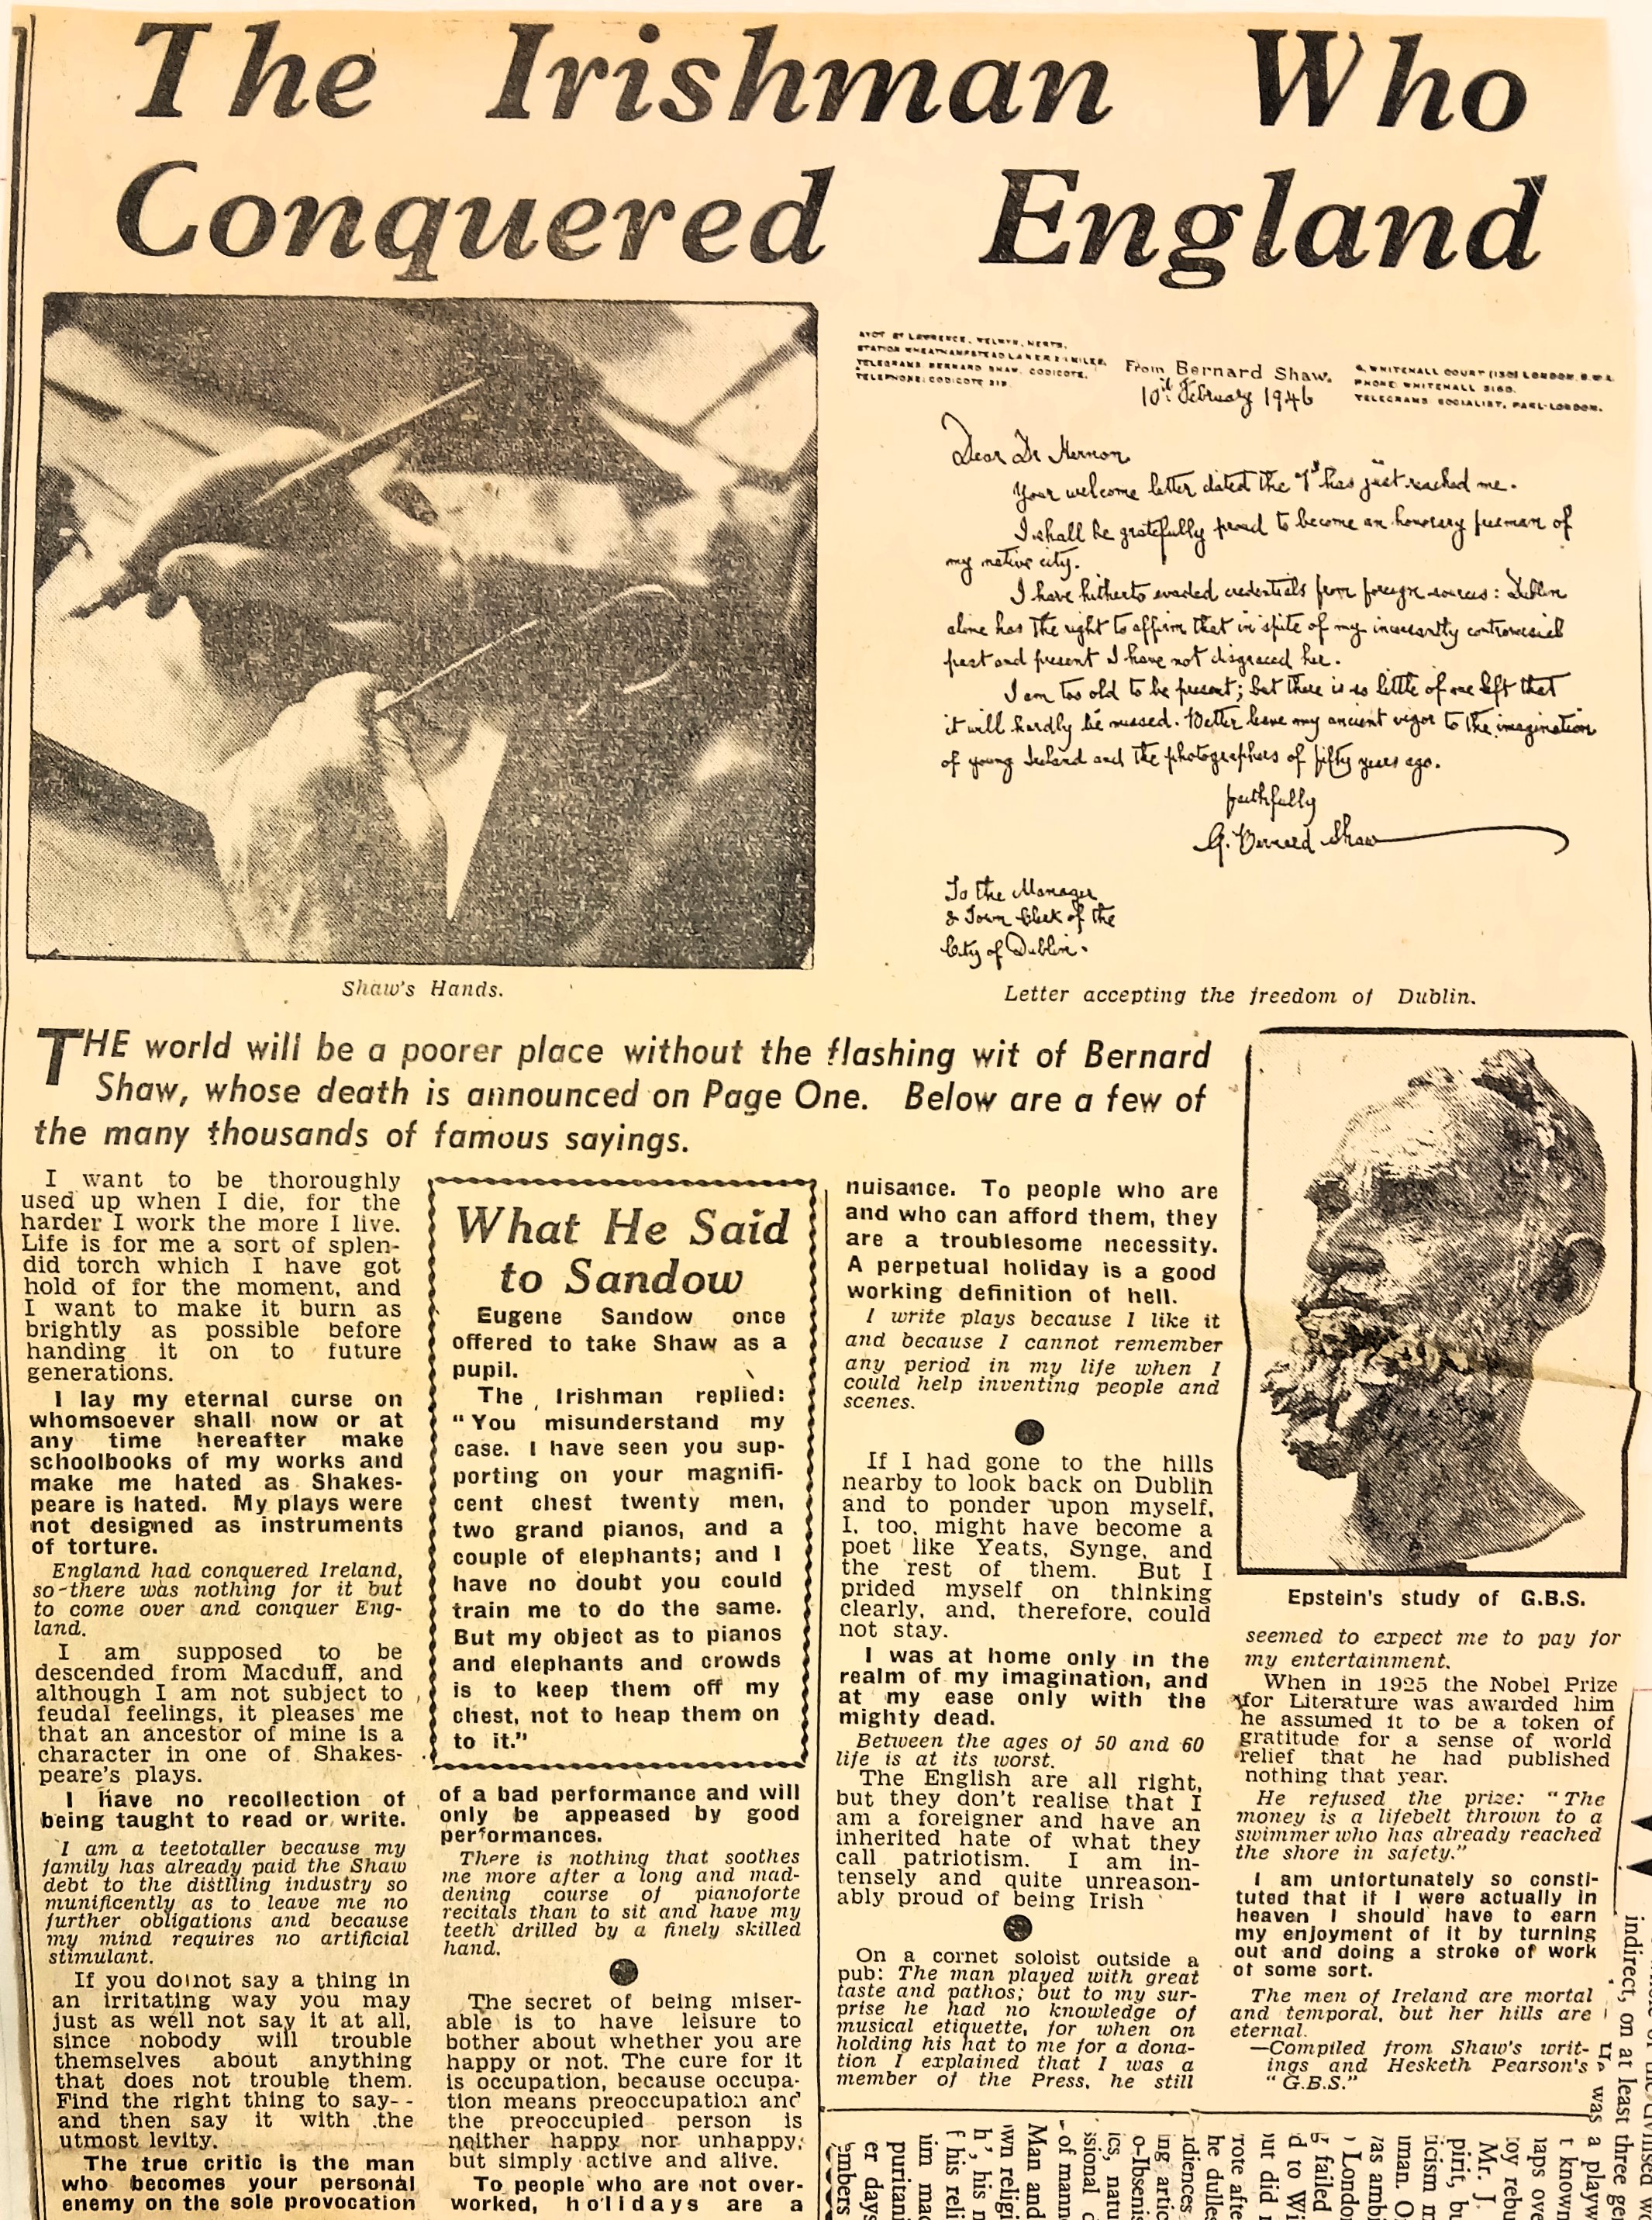 The Irishman Who
Conquered England
AYOT ST LAWRENCE, WELWYN, HERTS.
STATION WHEATHAMPSTEAD L.&N.E.R. 2¼ MILES.
TELEGRAMS BERNARD SHAW, CODICOTE.
TELEPHONE: CODICOTE 218.
From Bernard Shaw.
4, WHITEHALL COURT (130) LONDON, S.W.1.
PHONE: WHITEHALL 3160.
TELEGRAMS SOCIALIST, PARL-LONDON.
10th February 1946
Dear Dr Hernon
Your welcome letter dated the has just reached me.
I shall be gratefully proud to become an honorary freeman of
my native city.
I have hitherto evaded credentials from foreign sources: Dublin
alone has the right to affirm that in spite of my incessantly controversial
past and present I have not disgraced her.
I am too old to be present; but there is so little of me left that
it will hardly be missed. Better leave my ancient vigor to the imagination
of young Ireland and the photographers of fifty years ago.
faithfully
G. Bernard Shaw
To the Manager
& Town Clerk of the
City of Dublin.
Shaw's Hands.
Letter accepting the freedom of Dublin.
THE world will be a poorer place without the flashing wit of Bernard
Shaw, whose death is announced on Page One. Below are a few of
the many thousands of famous sayings.
I want to be thoroughly
used up when I die, for the
harder I work the more I live.
Life is for me a sort of splen-
did torch which I have got
hold of for the moment, and
I want to make it burn as
brightly as possible before
handing it on to future
generations.
I lay my eternal curse on
whomsoever shall now or at
any time hereafter make
schoolbooks of my works and
make me hated as Shakes-
peare is hated. My plays were
not designed as instruments
of torture.
England had conquered Ireland,
so there was nothing for it but
to come over and conquer Eng-
land.
I am supposed to be
descended from Macduff, and
although I am not subject to
feudal feelings, it pleases me
that an ancestor of mine is a
character in one of Shakes-
peare's plays.
I have no recollection of
being taught to read or write.
I am a teetotaller because my
family has already paid the Shaw
debt to the distilling industry so
munificently as to leave me no
further obligations and because
my mind requires no artificial
stimulant.
If you do not say a thing in
an irritating way you may
just as well not say it at all,
since nobody will trouble
themselves about anything
that does not trouble them.
Find the right thing to say--
and then say it with the
utmost levity.
The true critic is the man
who becomes your personal
enemy on the sole provocation
What He Said
to Sandow
Eugene Sandow once
offered to take Shaw as a
pupil.
The Irishman replied:
"You misunderstand my
case. I have seen you sup-
porting on your magnifi-
cent chest twenty men,
two grand pianos, and a
couple of elephants; and I
have no doubt you could
train me to do the same.
But my object as to pianos
and elephants and crowds
is to keep them off my
chest, not to heap them on
to it."
of a bad performance and will
only be appeased by good
performances.
There is nothing that soothes
me more after a long and mad-
dening course of pianoforte
recitals than to sit and have my
teeth drilled by a finely skilled
hand.
The secret of being miser-
able is to have leisure to
bother about whether you are
happy or not. The cure for it
is occupation, because occupa-
tion means preoccupation and
the preoccupied person is
neither happy nor unhappy,
but simply active and alive.
To people who are not over-
worked, holidays are a
nuisance. To people who are
and who can afford them, they
are a troublesome necessity.
A perpetual holiday is a good
working definition of hell.
I write plays because I like it
and because I cannot remember
any period in my life when I
could help inventing people and
scenes.
If I had gone to the hills
nearby to look back on Dublin
and to ponder upon myself,
I, too, might have become a
poet like Yeats, Synge, and
the rest of them. But I
prided myself on thinking
clearly, and, therefore, could
not stay.
I was at home only in the
realm of my imagination, and
at my ease only with the
mighty dead.
Between the ages of 50 and 60
life is at its worst.
The English are all right,
but they don't realise that I
am a foreigner and have an
inherited hate of what they
call patriotism. I am in-
tensely and quite unreason-
ably proud of being Irish
On a cornet soloist outside a
pub: The man played with great
taste and pathos; but to my sur-
prise he had no knowledge of
musical etiquette, for when on
holding his hat to me for a dona-
tion I explained that I was a
member of the Press, he still
Epstein's study of G.B.S.
seemed to expect me to pay for
my entertainment.
When in 1925 the Nobel Prize
for Literature was awarded him
he assumed it to be a token of
gratitude for a sense of world
relief that he had published
nothing that year.
He refused the prize: "The
money is a lifebelt thrown to a
swimmer who has already reached
the shore in safety."
I am unfortunately so consti-
tuted that if I were actually in
heaven I should have to earn
my enjoyment of it by turning
out and doing a stroke of work
of some sort.
The men of Ireland are mortal
and temporal, but her hills are
eternal.
—Compiled from Shaw's writ-
ings and Hesketh Pearson's
"G.B.S."